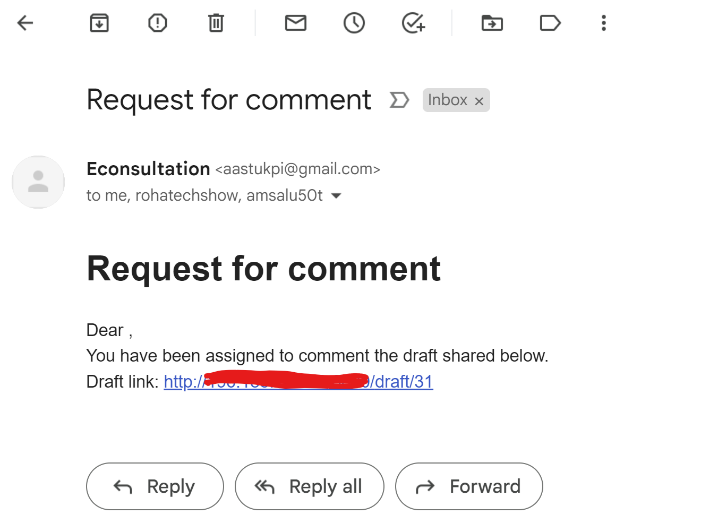 Request for comment
Inbox ×
Econsultation <aastukpi@gmail.com>
to me, rohatechshow, amsalu50t
Request for comment
Dear ,
You have been assigned to comment the draft shared below.
Draft link: http:// /draft/31
Reply
Reply all
Forward